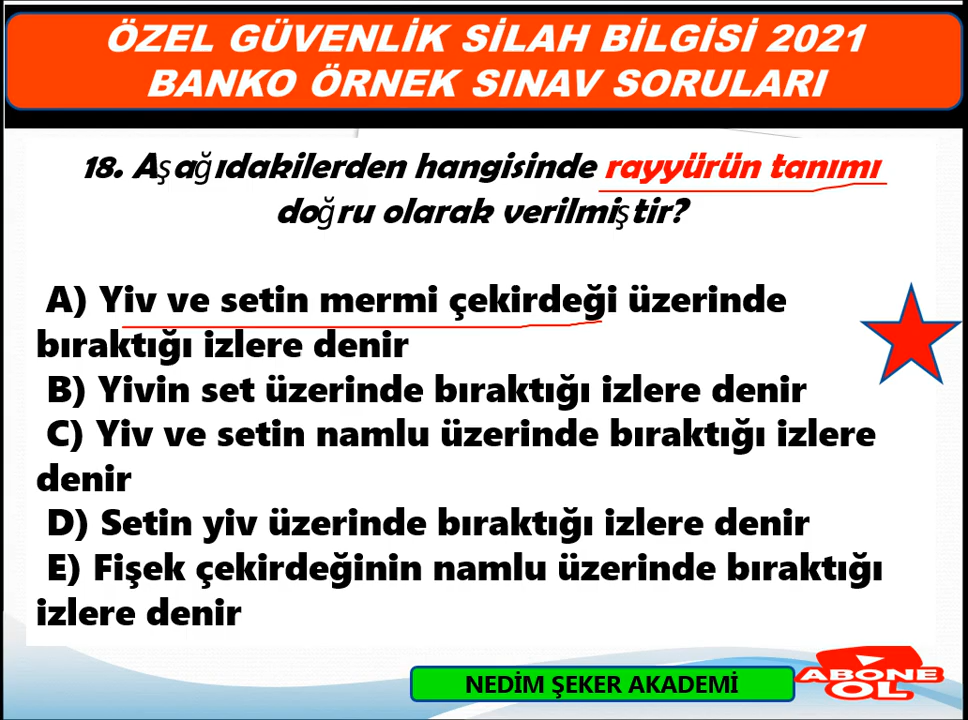 ÖZEL GÜVENLİK SİLAH BİLGİSİ 2021
BANKO ÖRNEK SINAV SORULARI
18. Aşağıdakilerden hangisinde rayyürün tanımı
doğru olarak verilmiştir?
A) Yiv ve setin mermi çekirdeği üzerinde
bıraktığı izlere denir
B) Yivin set üzerinde bıraktığı izlere denir
C) Yiv ve setin namlu üzerinde bıraktığı izlere
denir
D) Setin yiv üzerinde bıraktığı izlere denir
E) Fişek çekirdeğinin namlu üzerinde bıraktığı
izlere denir
NEDİM ŞEKER AKADEMİ
ABONE
OL